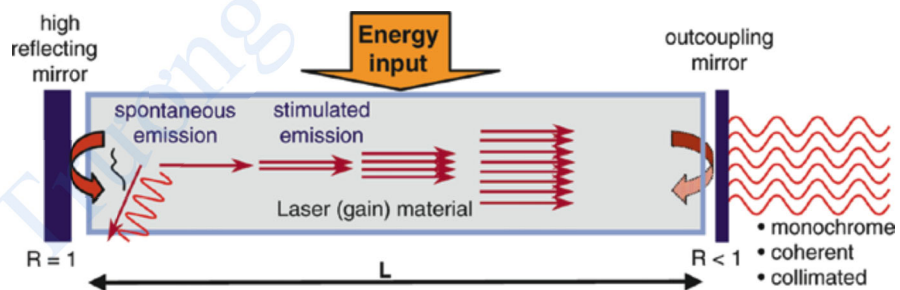 high
reflecting
mirror
Energy
input
outcoupling
mirror
spontaneous
emission
stimulated
emission
Laser (gain) material
R = 1
L
R < 1
• monochrome
• coherent
• collimated